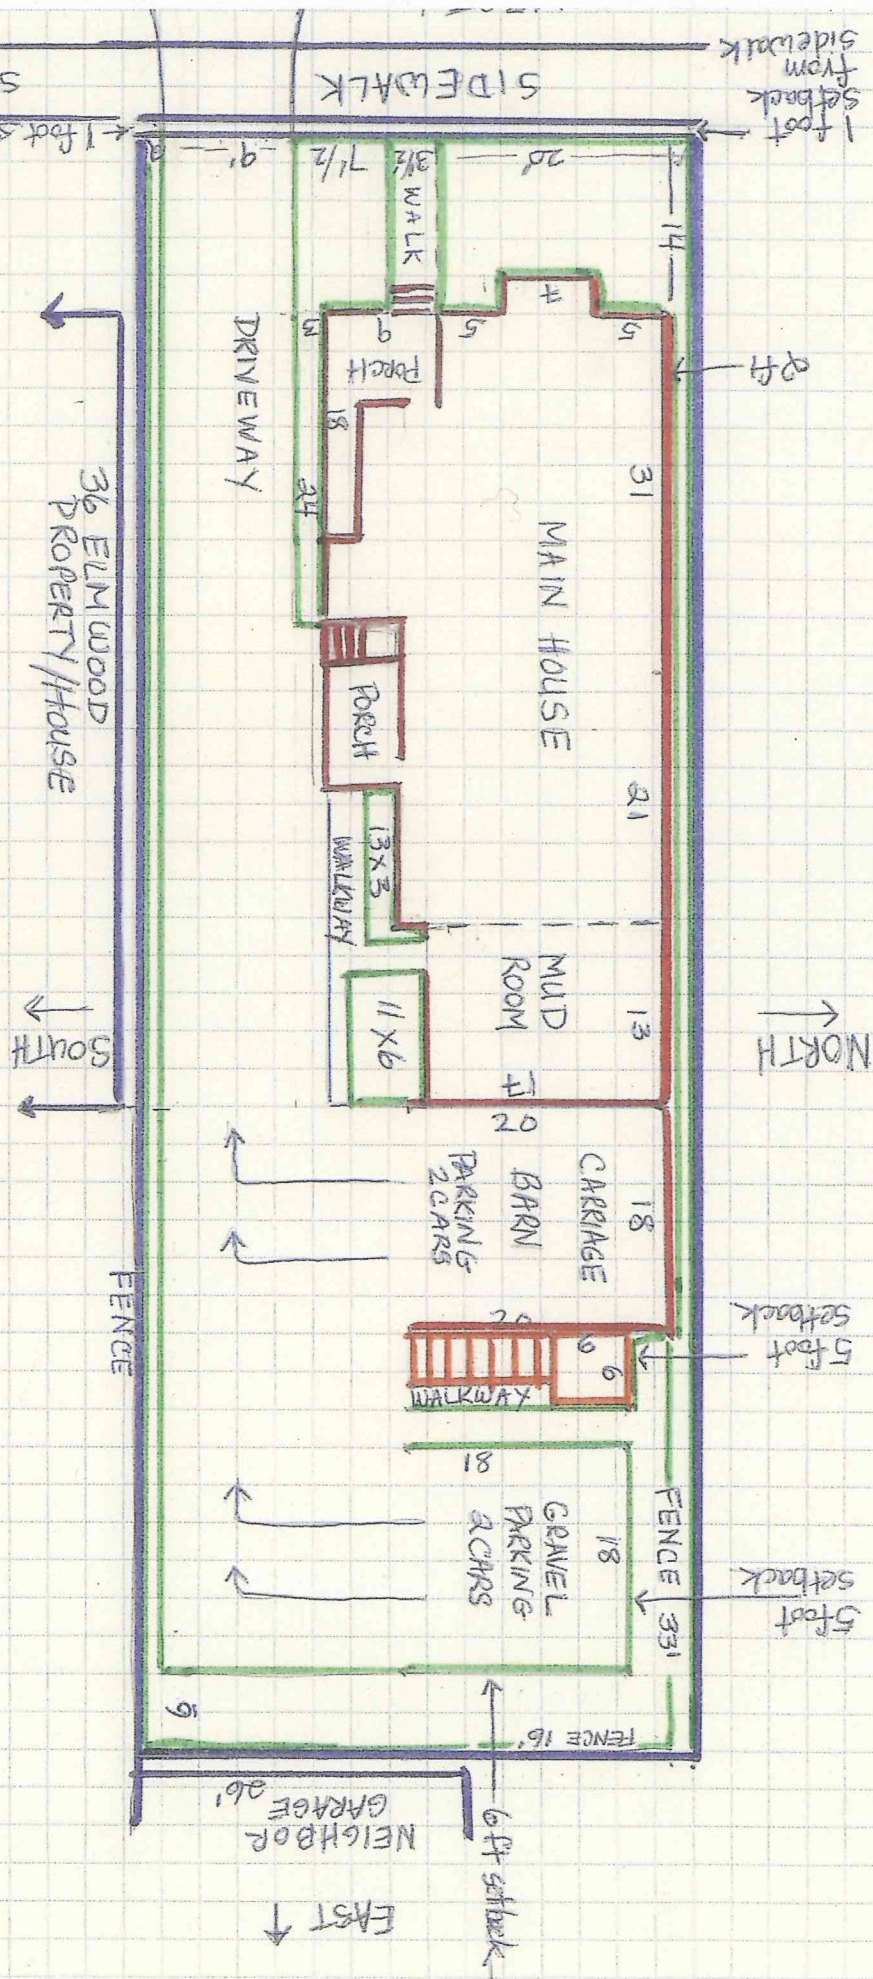 SIDEWALK
S
1 foot
setback
from
sidewalk
1 foot s
2
9'
7 1/2
3 1/2'
20'
14
WALK
3
6
5
7
5
PORCH
2 ft
18
24
31
DRIVEWAY
MAIN HOUSE
36 ELMWOOD
PROPERTY/HOUSE
PORCH
21
13x3
WALKWAY
MUD
ROOM
13
11x6
17
SOUTH
NORTH
20
CARRIAGE
BARN
PARKING
2 CARS
18
FENCE
20
9
6
WALKWAY
5 foot
setback
18
GRAVEL
PARKING
2 CARS
18
FENCE 33'
5 foot
setback
FENCE 16'
26'
NEIGHBOR
GARAGE
6 ft setback
EAST